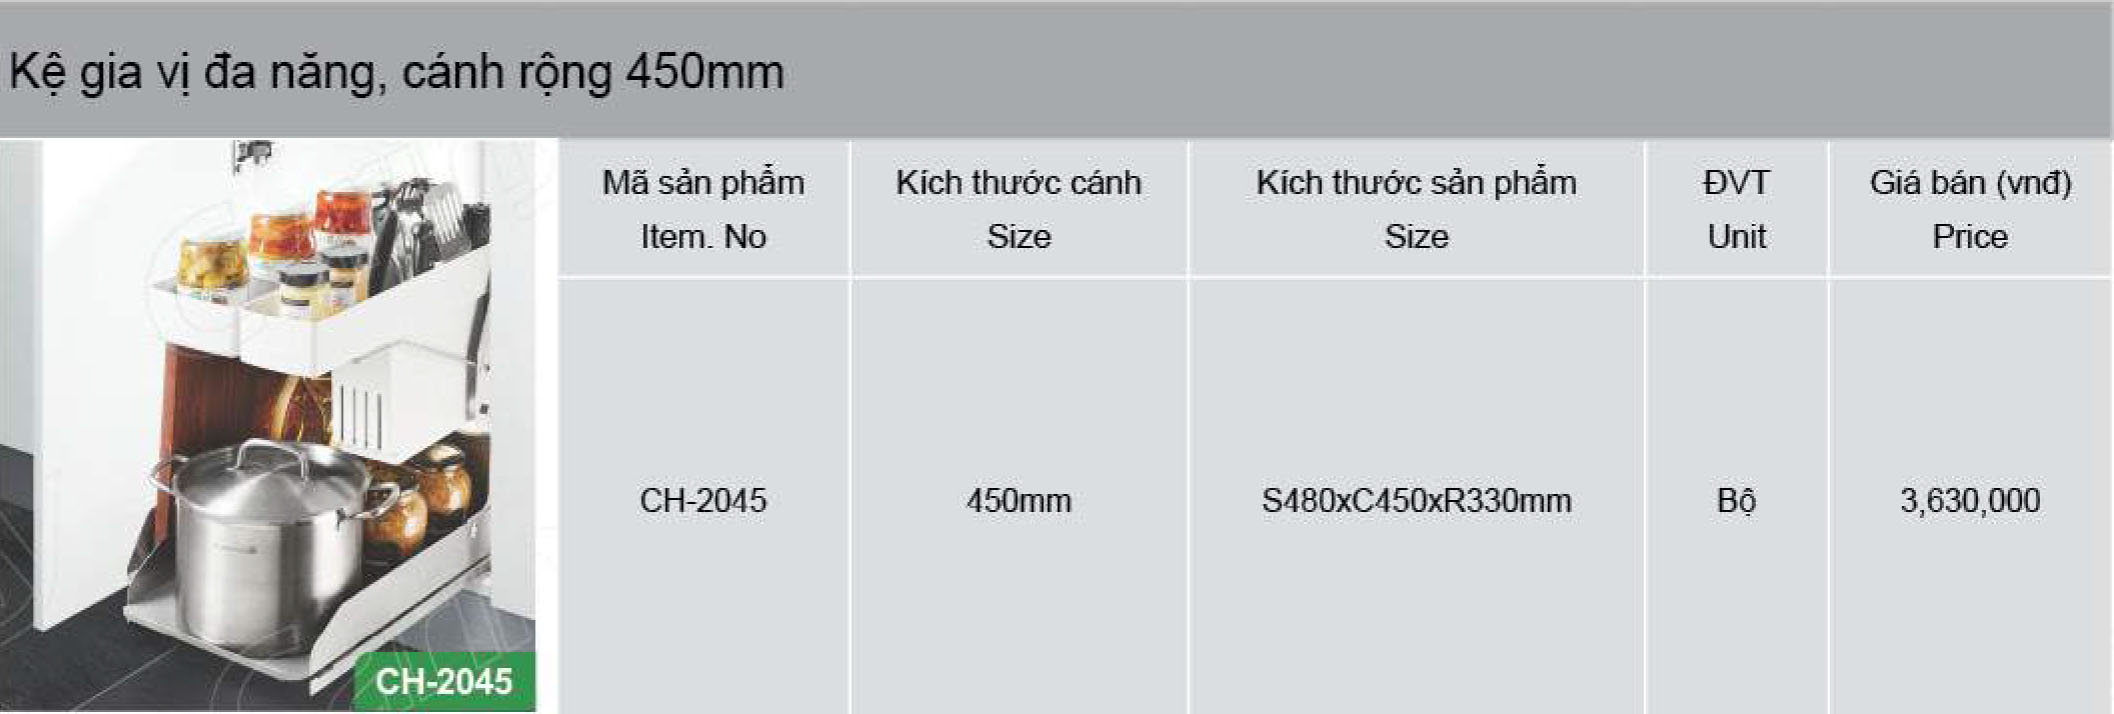 Kệ gia vị đa năng, cánh rộng 450mm
Mã sản phẩm
Item. No
Kích thước cánh
Size
Kích thước sản phẩm
Size
ĐVT
Unit
Giá bán (vnđ)
Price
CH-2045
450mm
S480xC450xR330mm
Bộ
3,630,000
CH-2045